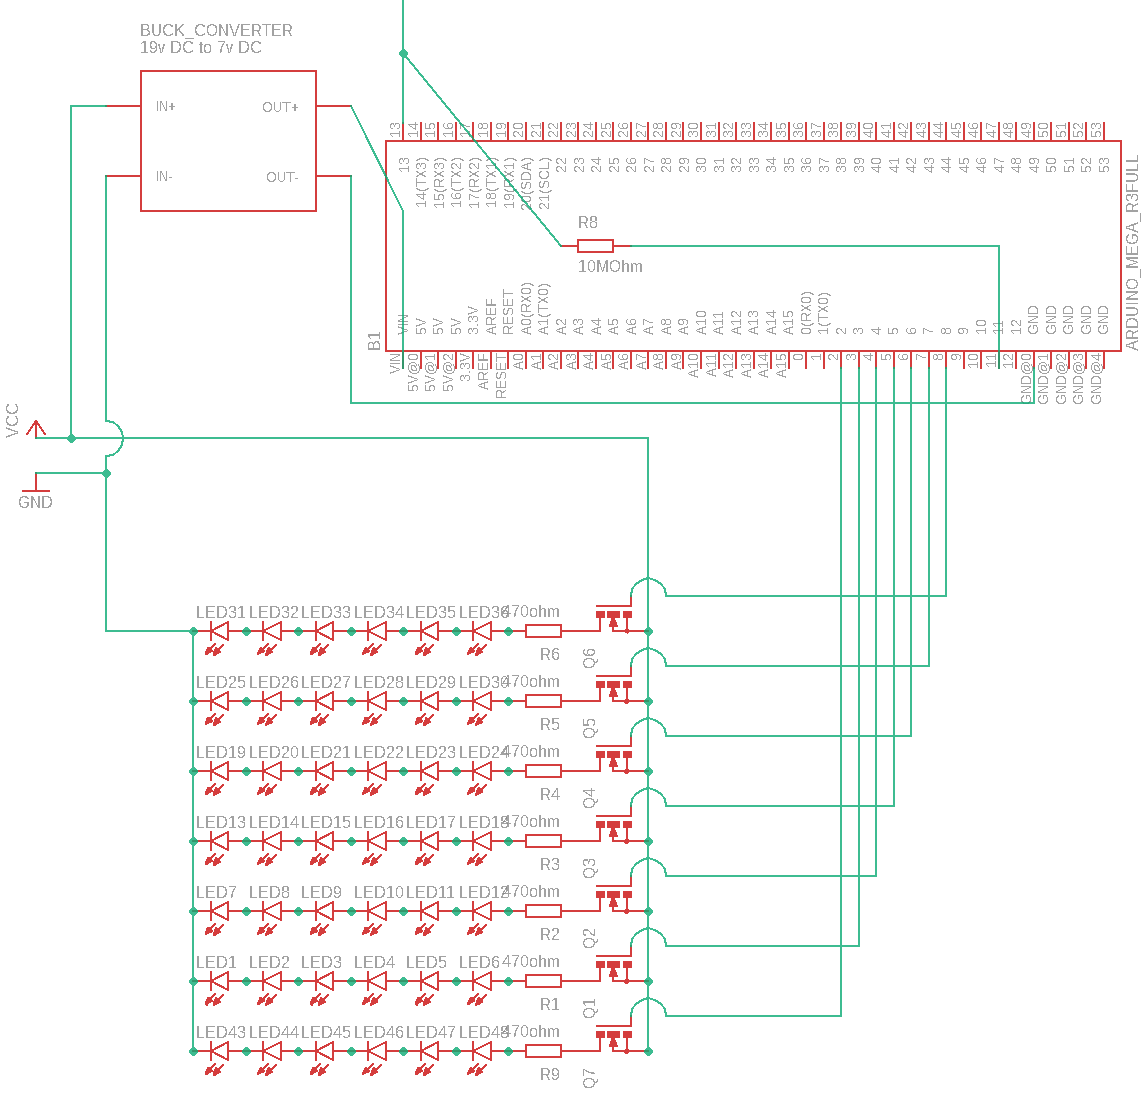 BUCK_CONVERTER
19v DC to 7v DC
IN+
OUT+
IN-
OUT-
13 14 15 16 17 18 19 20 21 22 23 24 25 26 27 28 29 30 31 32 33 34 35 36 37 38 39 40 41 42 43 44 45 46 47 48 49 50 51 52 53
13 14(TX3) 15(RX3) 16(TX2) 17(RX2) 18(TX1) 19(RX1) 20(SDA) 21(SCL) 22 23 24 25 26 27 28 29 30 31 32 33 34 35 36 37 38 39 40 41 42 43 44 45 46 47 48 49 50 51 52 53
ARDUINO_MEGA_R3FULL
R8
10MOhm
B1
VIN 5V 5V 5V 3.3V AREF RESET A0(RX0) A1(TX0) A2 A3 A4 A5 A6 A7 A8 A9 A10 A11 A12 A13 A14 A15 0(RX0) 1(TX0) 2 3 4 5 6 7 8 9 10 11 12 GND GND GND GND GND
VIN 5V@0 5V@1 5V@2 3.3V AREF RESET A0 A1 A2 A3 A4 A5 A6 A7 A8 A9 A10 A11 A12 A13 A14 A15 0 1 2 3 4 5 6 7 8 9 10 11 12 GND@0 GND@1 GND@2 GND@3 GND@4
VCC
GND
LED31 LED32 LED33 LED34 LED35 LED36 470ohm
R6 Q6
LED25 LED26 LED27 LED28 LED29 LED30 470ohm
R5 Q5
LED19 LED20 LED21 LED22 LED23 LED24 470ohm
R4 Q4
LED13 LED14 LED15 LED16 LED17 LED18 470ohm
R3 Q3
LED7 LED8 LED9 LED10 LED11 LED12 470ohm
R2 Q2
LED1 LED2 LED3 LED4 LED5 LED6 470ohm
R1 Q1
LED43 LED44 LED45 LED46 LED47 LED48 470ohm
R9 Q7